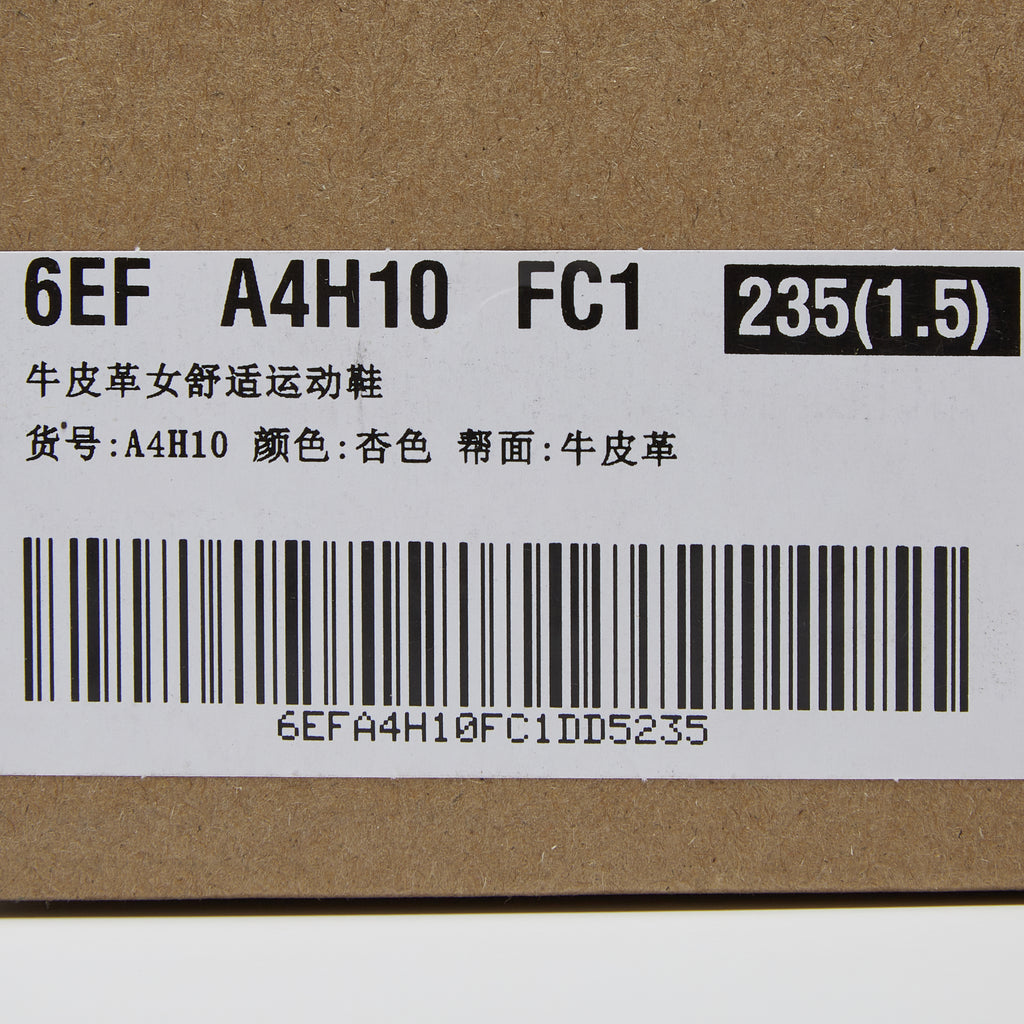 6EF A4H10 FC1 235(1.5)
牛皮革女舒适运动鞋
货号:A4H10 颜色:杏色 帮面:牛皮革
6EFA4H10FC1DD5235